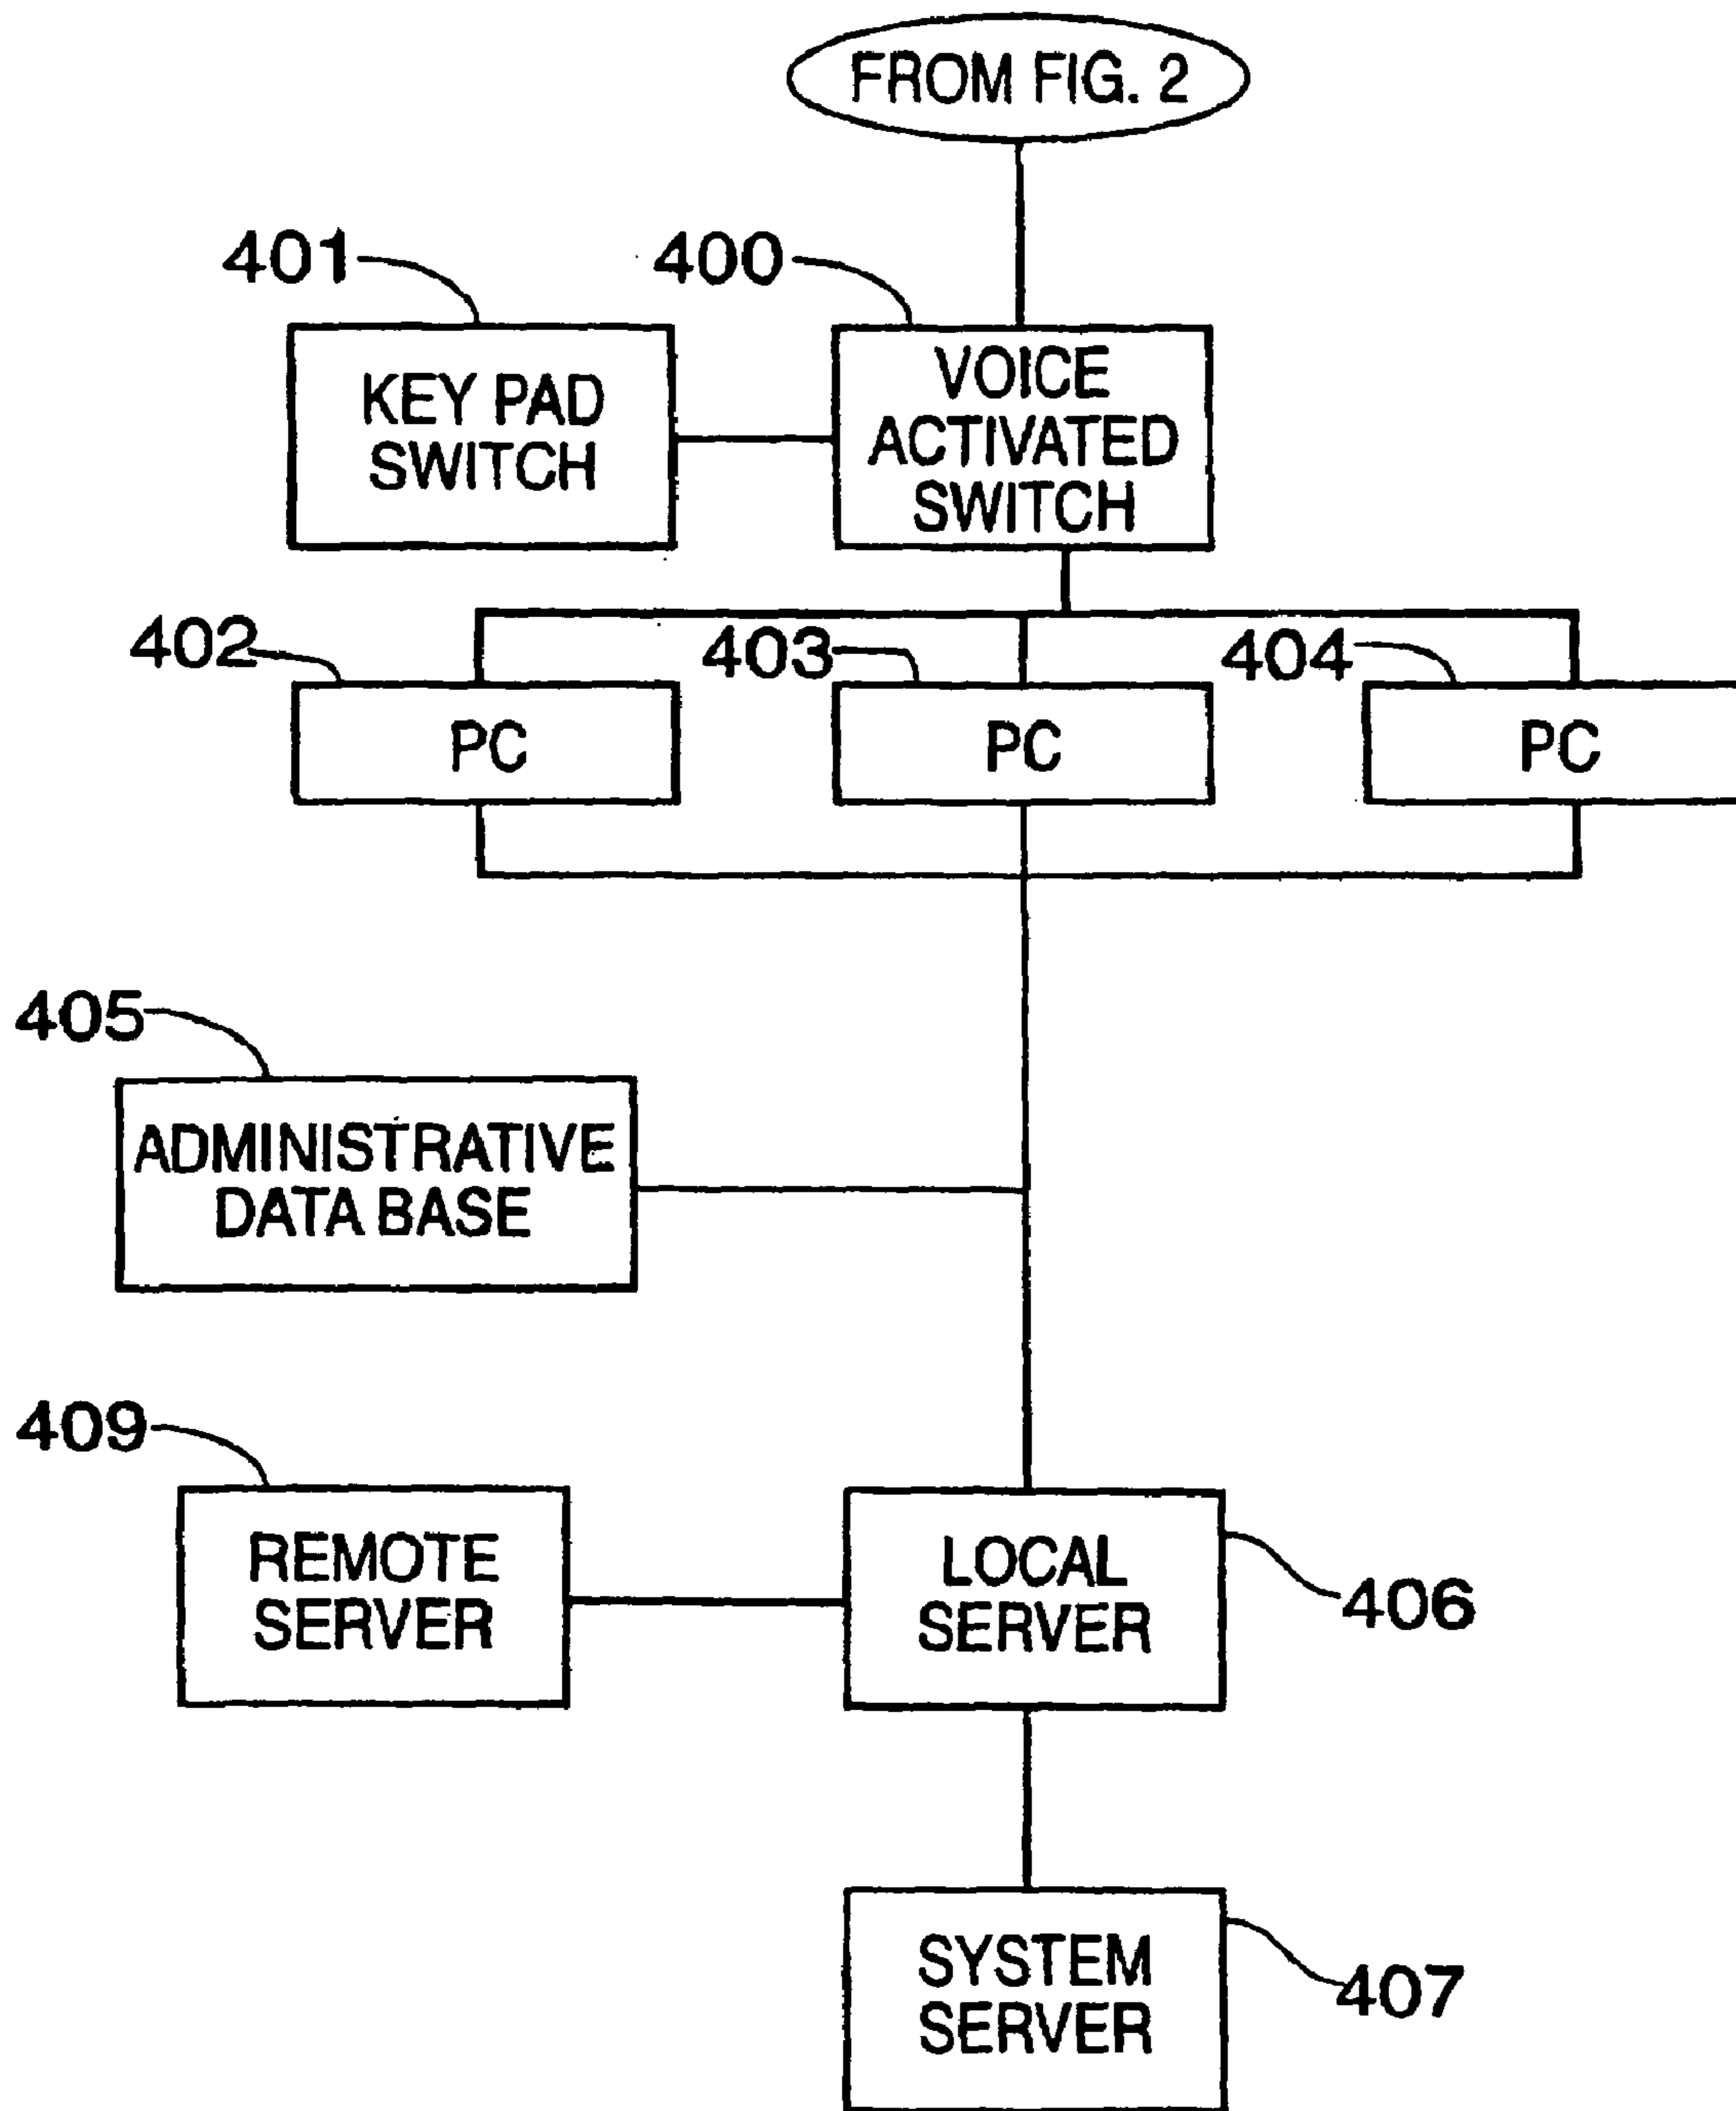 FROM FIG. 2
401
400
KEY PAD
SWITCH
VOICE
ACTIVATED
SWITCH
402
403
404
PC
PC
PC
405
ADMINISTRATIVE
DATA BASE
409
REMOTE
SERVER
LOCAL
SERVER
406
SYSTEM
SERVER
407